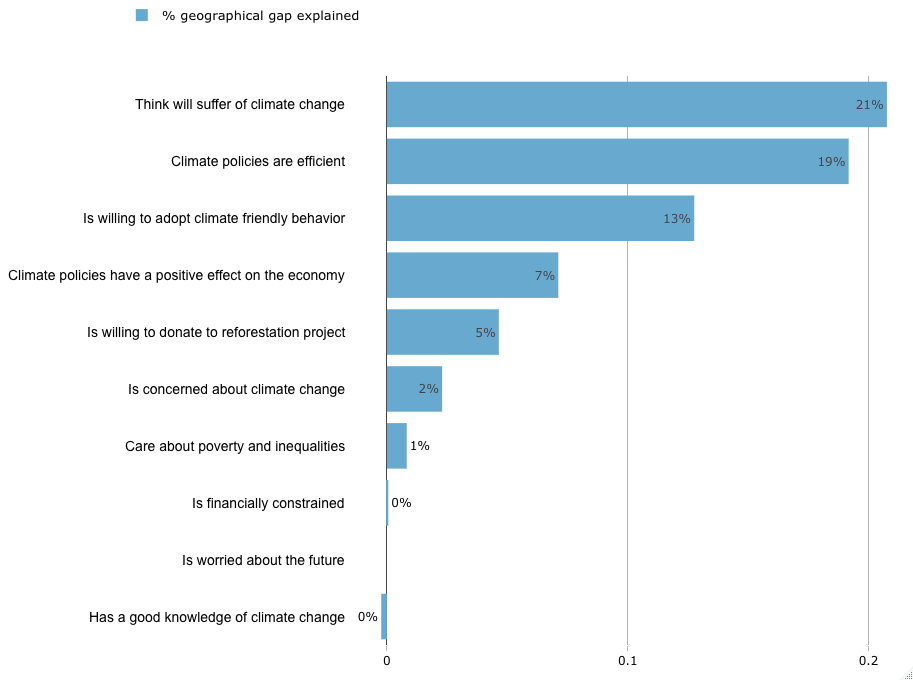 % geographical gap explained
Think will suffer of climate change 21%
Climate policies are efficient 19%
Is willing to adopt climate friendly behavior 13%
Climate policies have a positive effect on the economy 7%
Is willing to donate to reforestation project 5%
Is concerned about climate change 2%
Care about poverty and inequalities 1%
Is financially constrained 0%
Is worried about the future
Has a good knowledge of climate change 0%
0 0.1 0.2